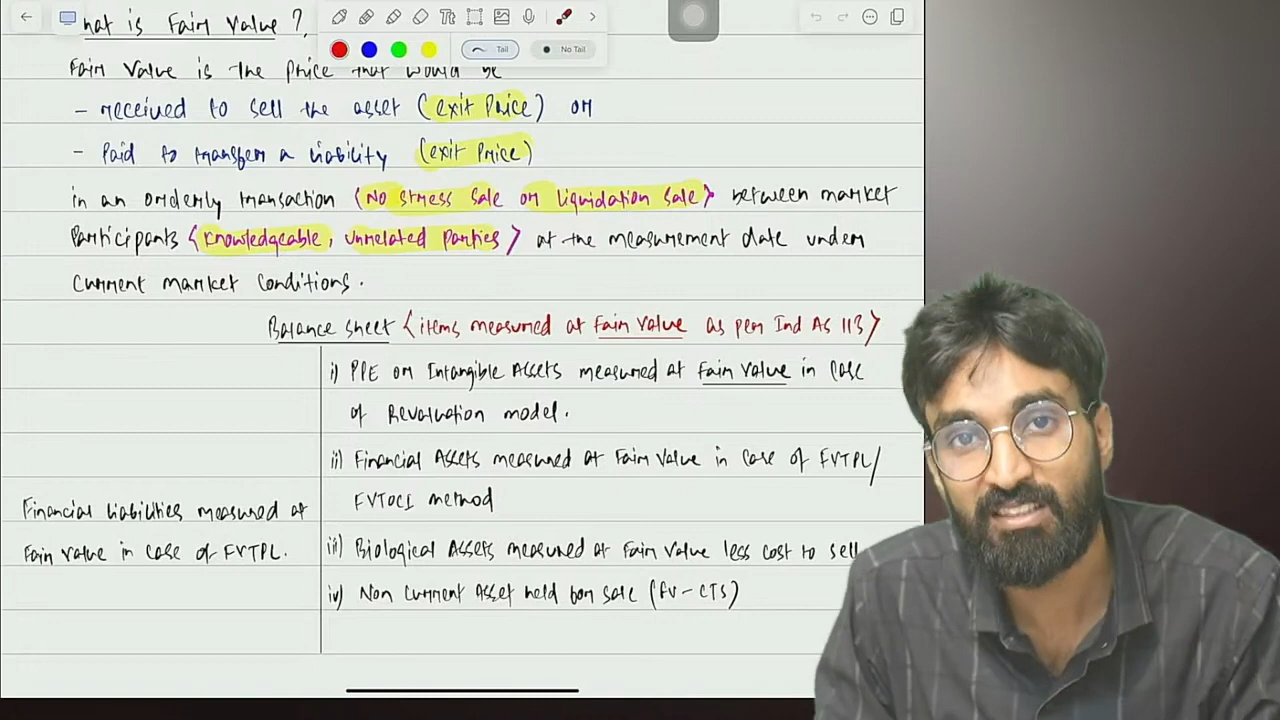 hat is Fair Value?
Tail
No Tail
Fair Value is the Price that would be
- received to sell the asset (exit Price) or
- Paid to transfer a liability (exit Price)
in an orderly transaction <No stress sale or liquidation sale> between market
Participants <knowledgeable, unrelated Parties> at the measurement date under
Current market Conditions.
Balance sheet <items measured at Fair Value as per Ind As 113>
i) PPE or Intangible Assets measured at Fair Value in Case
of Revaluation model.
ii) Financial Assets measured at Fair Value in case of FVTPL/
FVTOCI method
Financial liabilities measured at
Fair value in case of FVTPL.
iii) Biological Assets measured at Fair Value less cost to sell
iv) Non Current Asset held for sale (FV-CTS)